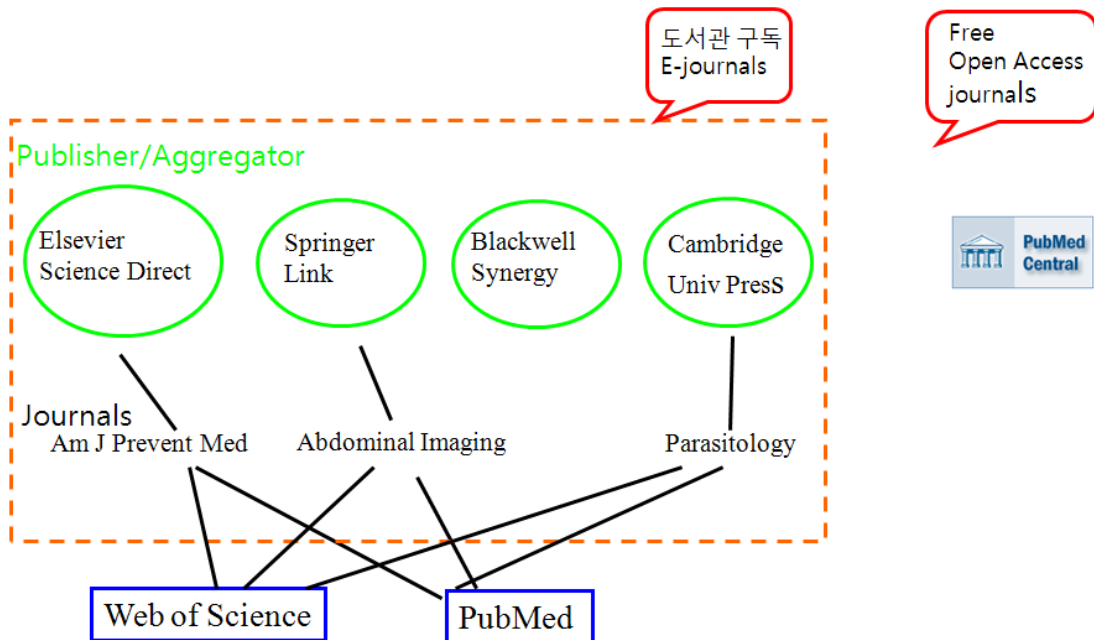 도서관 구독
E-journals
Free
Open Access
journals
Publisher/Aggregator
Elsevier
Science Direct
Springer
Link
Blackwell
Synergy
Cambridge
Univ PresS
PubMed
Central
Journals
Am J Prevent Med
Abdominal Imaging
Parasitology
Web of Science
PubMed